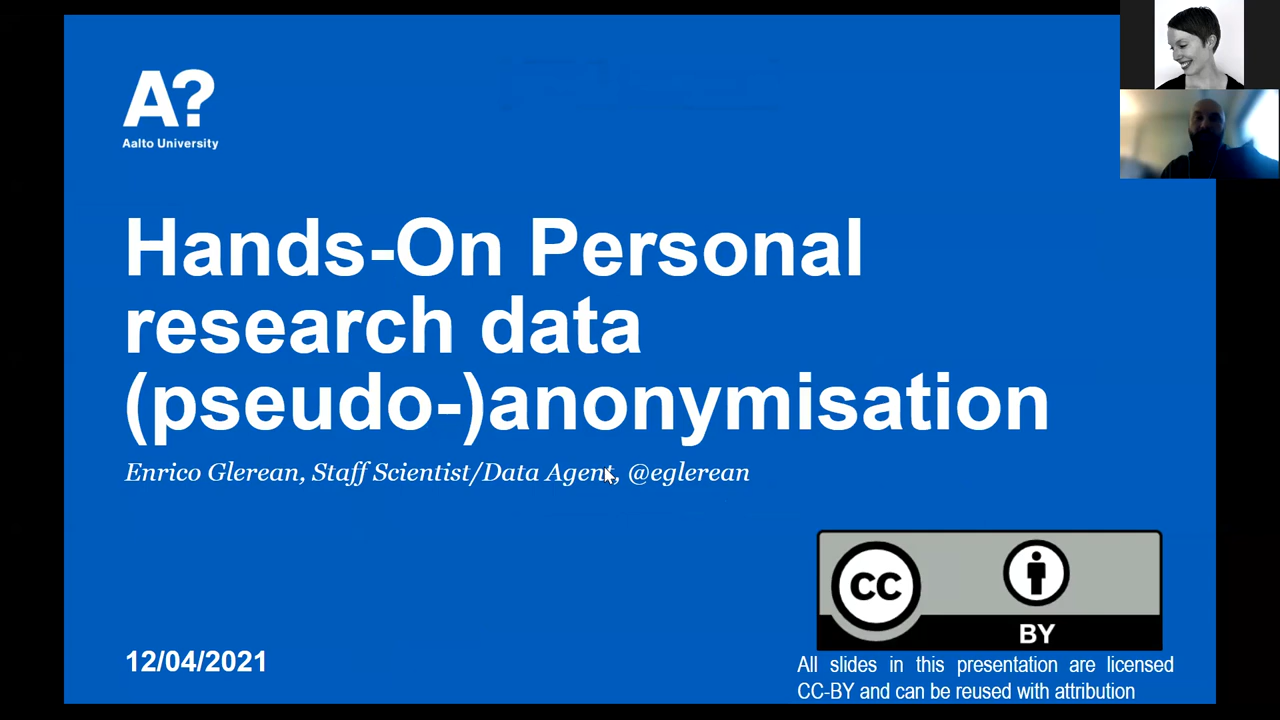 A?
Aalto University
Hands-On Personal
research data
(pseudo-)anonymisation
Enrico Glerean, Staff Scientist/Data Agent, @eglerean
CC
BY
12/04/2021
All slides in this presentation are licensed
CC-BY and can be reused with attribution